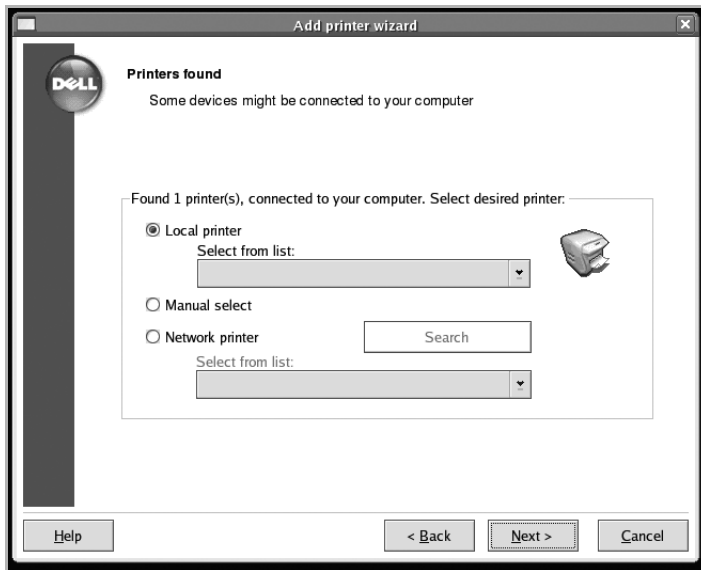 Add printer wizard
DELL
Printers found
Some devices might be connected to your computer
Found 1 printer(s), connected to your computer. Select desired printer:
Local printer
Select from list:
Manual select
Network printer
Search
Select from list:
Help
< Back
Next >
Cancel